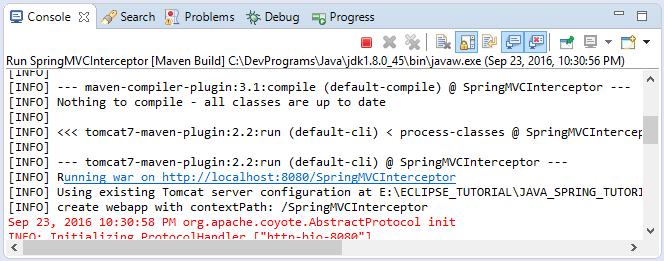 Console Search Problems Debug Progress
Run SpringMVCInterceptor [Maven Build] C:\DevPrograms\Java\jdk1.8.0_45\bin\javaw.exe (Sep 23, 2016, 10:30:56 PM)
[INFO]
[INFO] --- maven-compiler-plugin:3.1:compile (default-compile) @ SpringMVCInterceptor ---
[INFO] Nothing to compile - all classes are up to date
[INFO]
[INFO] <<< tomcat7-maven-plugin:2.2:run (default-cli) < process-classes @ SpringMVCIntercep
[INFO]
[INFO] --- tomcat7-maven-plugin:2.2:run (default-cli) @ SpringMVCInterceptor ---
[INFO] Running war on http://localhost:8080/SpringMVCInterceptor
[INFO] Using existing Tomcat server configuration at E:\ECLIPSE_TUTORIAL\JAVA_SPRING_TUTORI
[INFO] create webapp with contextPath: /SpringMVCInterceptor
Sep 23, 2016 10:30:58 PM org.apache.coyote.AbstractProtocol init
INFO: Initializing ProtocolHandler ["http-bio-8080"]